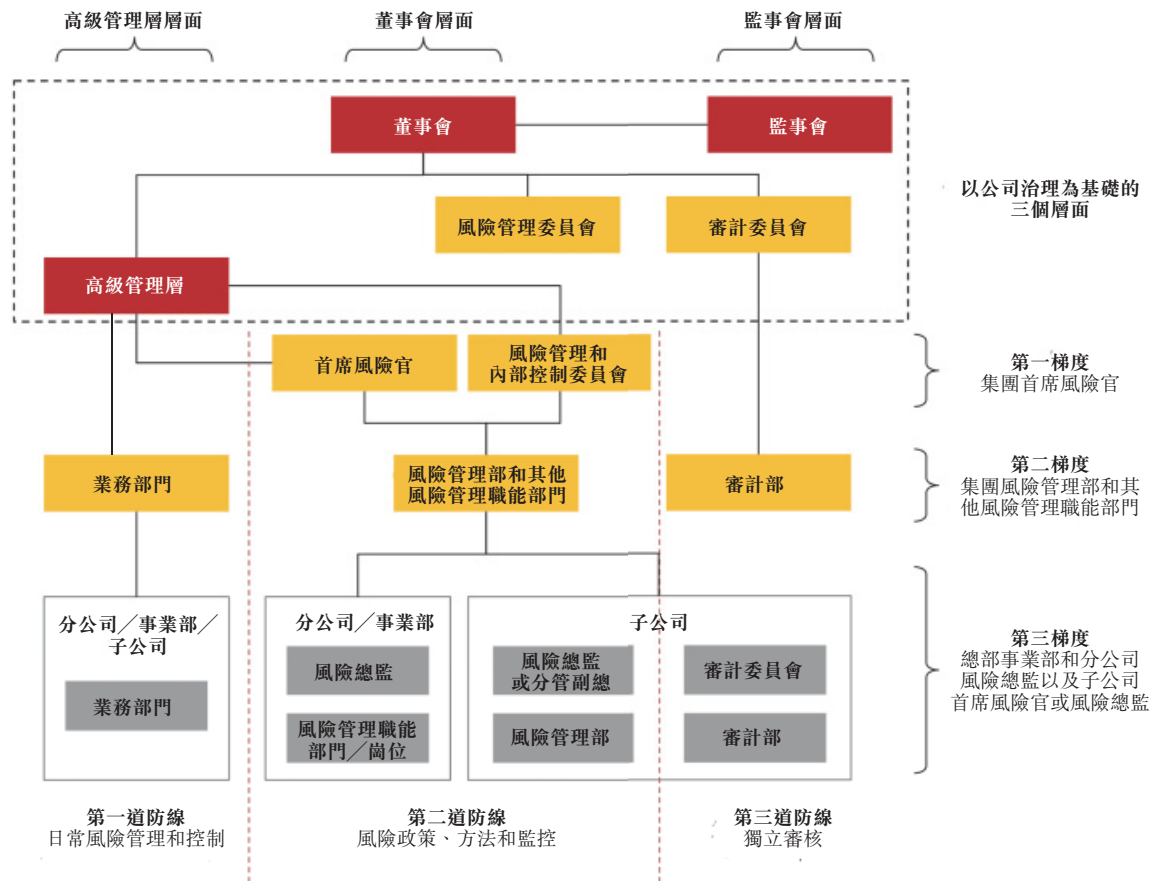 高級管理層層面
董事會層面
監事會層面
董事會
監事會
以公司治理為基礎的
三個層面
風險管理委員會
審計委員會
高級管理層
首席風險官
風險管理和
內部控制委員會
第一梯度
集團首席風險官
業務部門
風險管理部和其他
風險管理職能部門
審計部
第二梯度
集團風險管理部和其
他風險管理職能部門
分公司╱事業部╱
子公司
業務部門
分公司╱事業部
風險總監
風險管理職能
部門╱崗位
子公司
風險總監
或分管副總
審計委員會
風險管理部
審計部
第三梯度
總部事業部和分公司
風險總監以及子公司
首席風險官或風險總監
第一道防線
日常風險管理和控制
第二道防線
風險政策、方法和監控
第三道防線
獨立審核